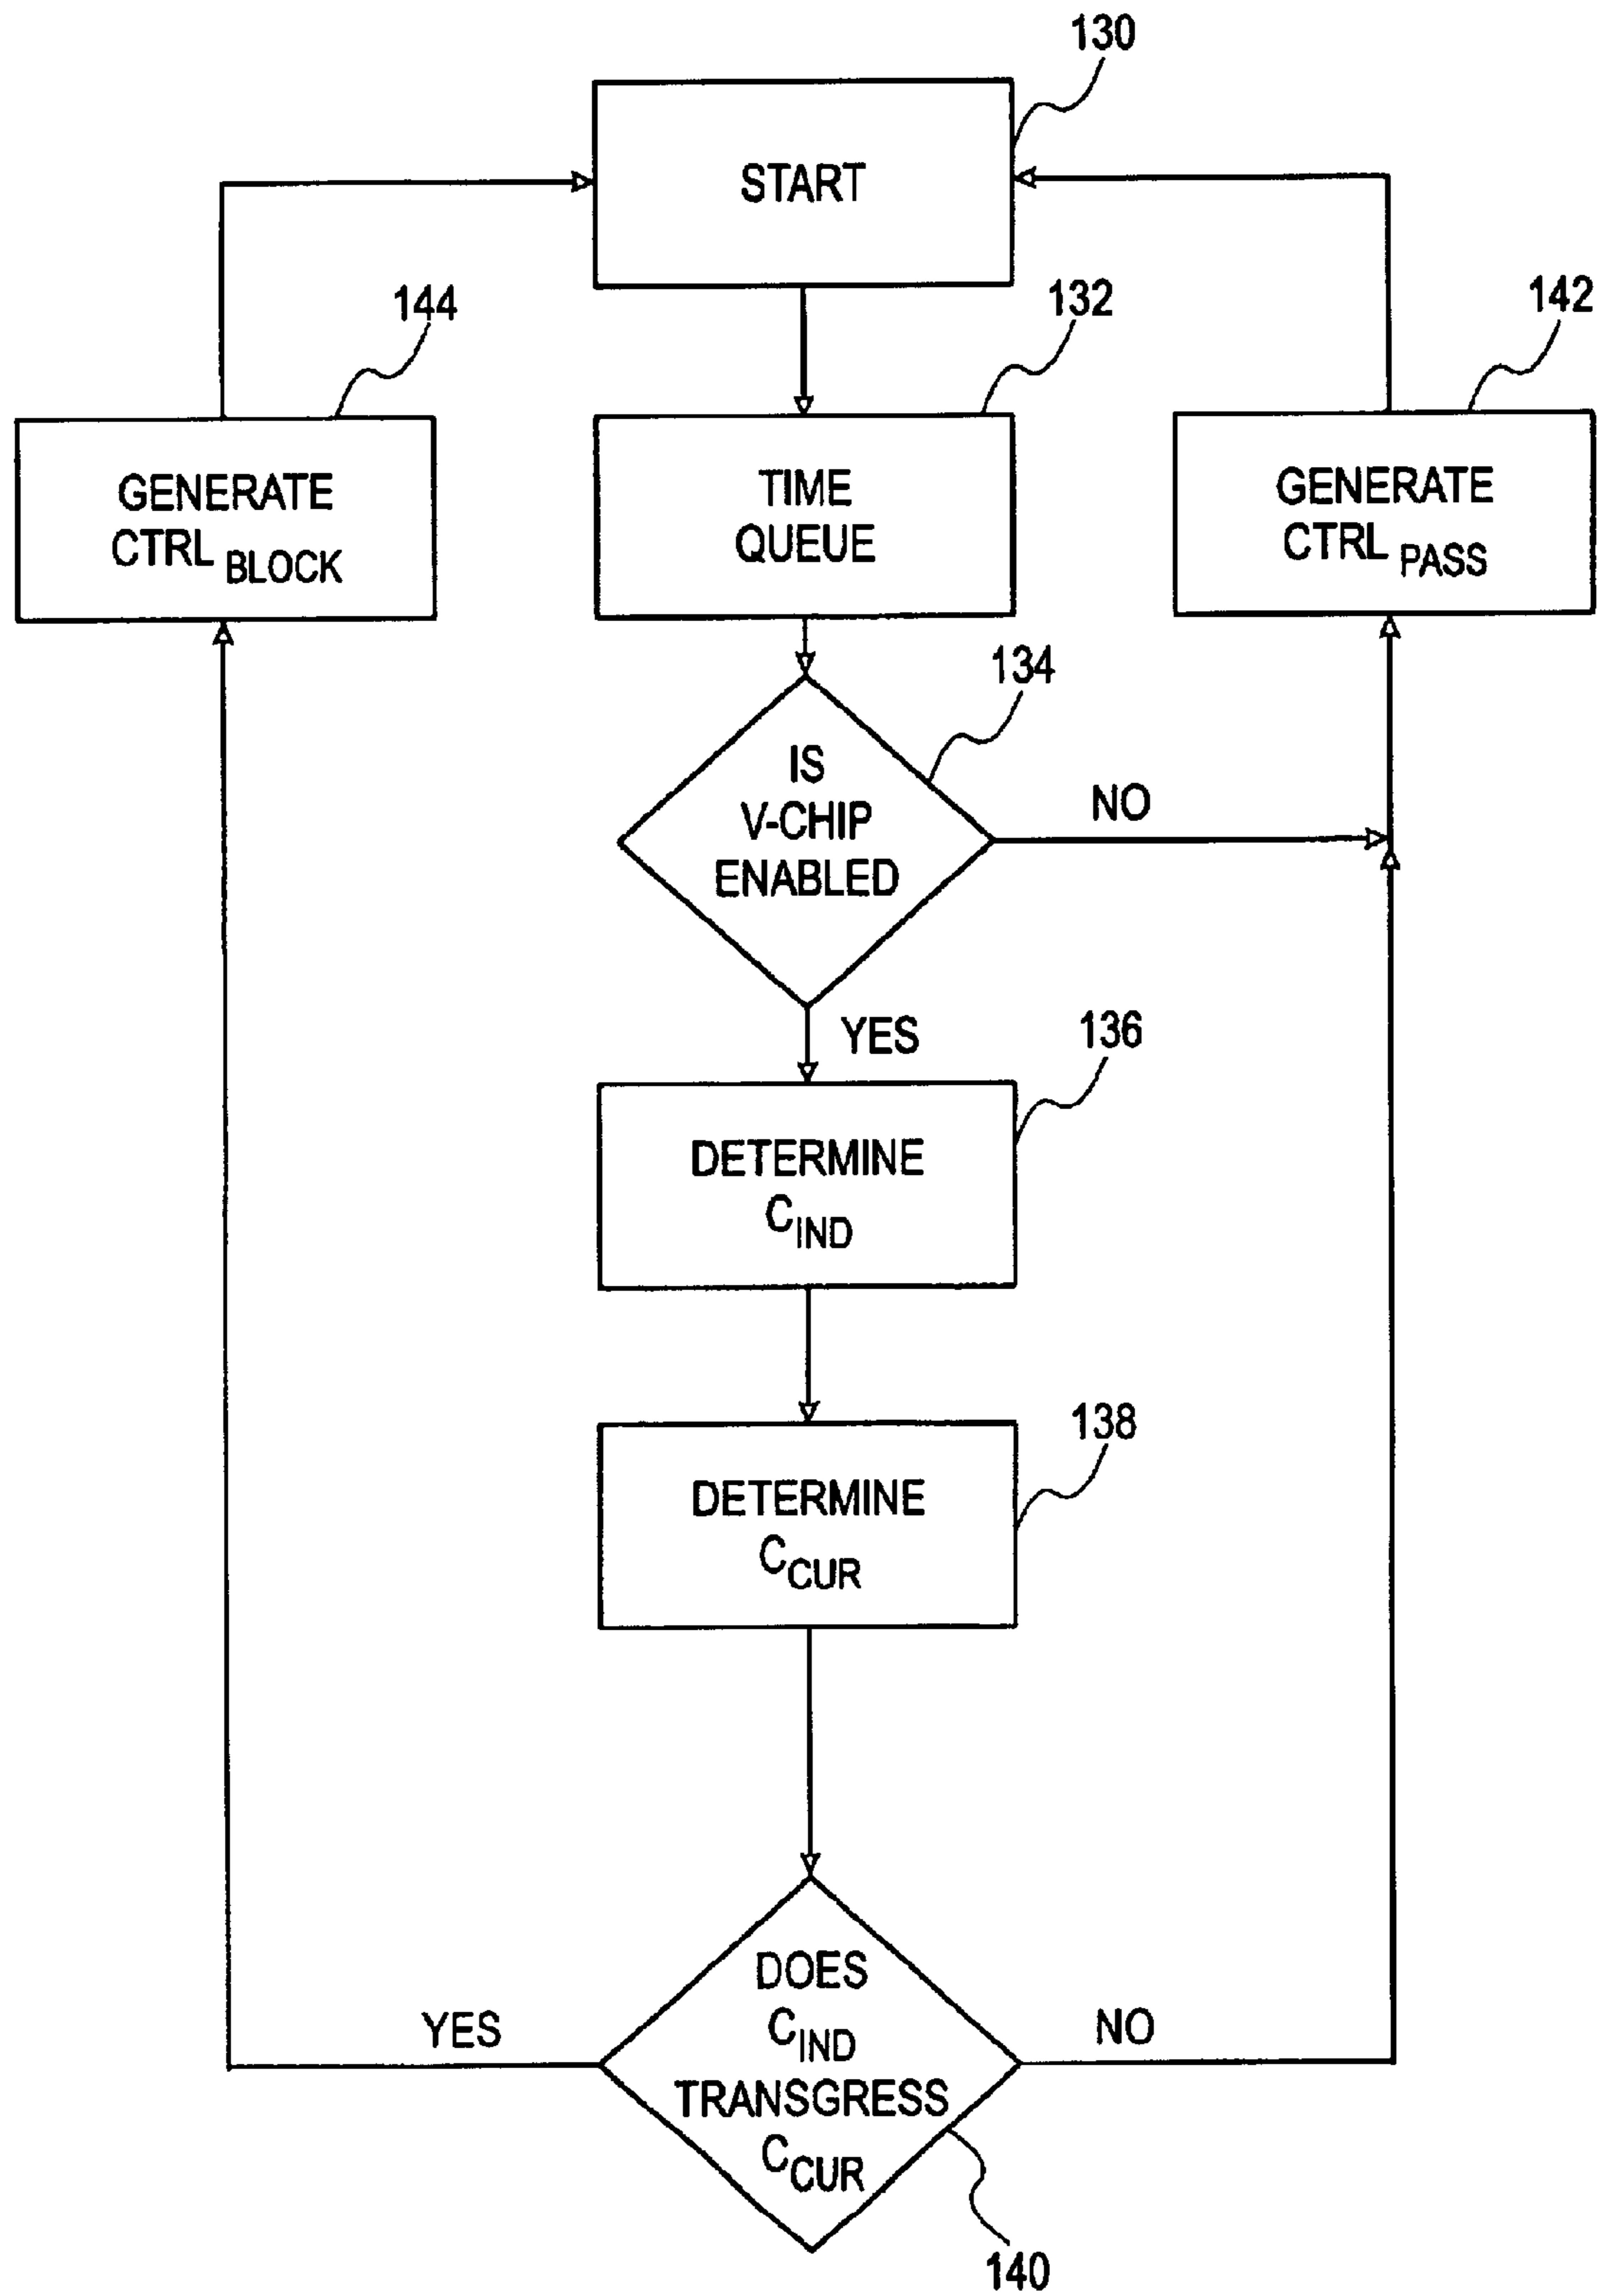 130
START
144
132
142
GENERATE
CTRL BLOCK
TIME
QUEUE
GENERATE
CTRL PASS
134
IS
V-CHIP
ENABLED
NO
YES
136
DETERMINE
CIND
138
DETERMINE
CCUR
DOES
CIND
TRANSGRESS
CCUR
YES
NO
140